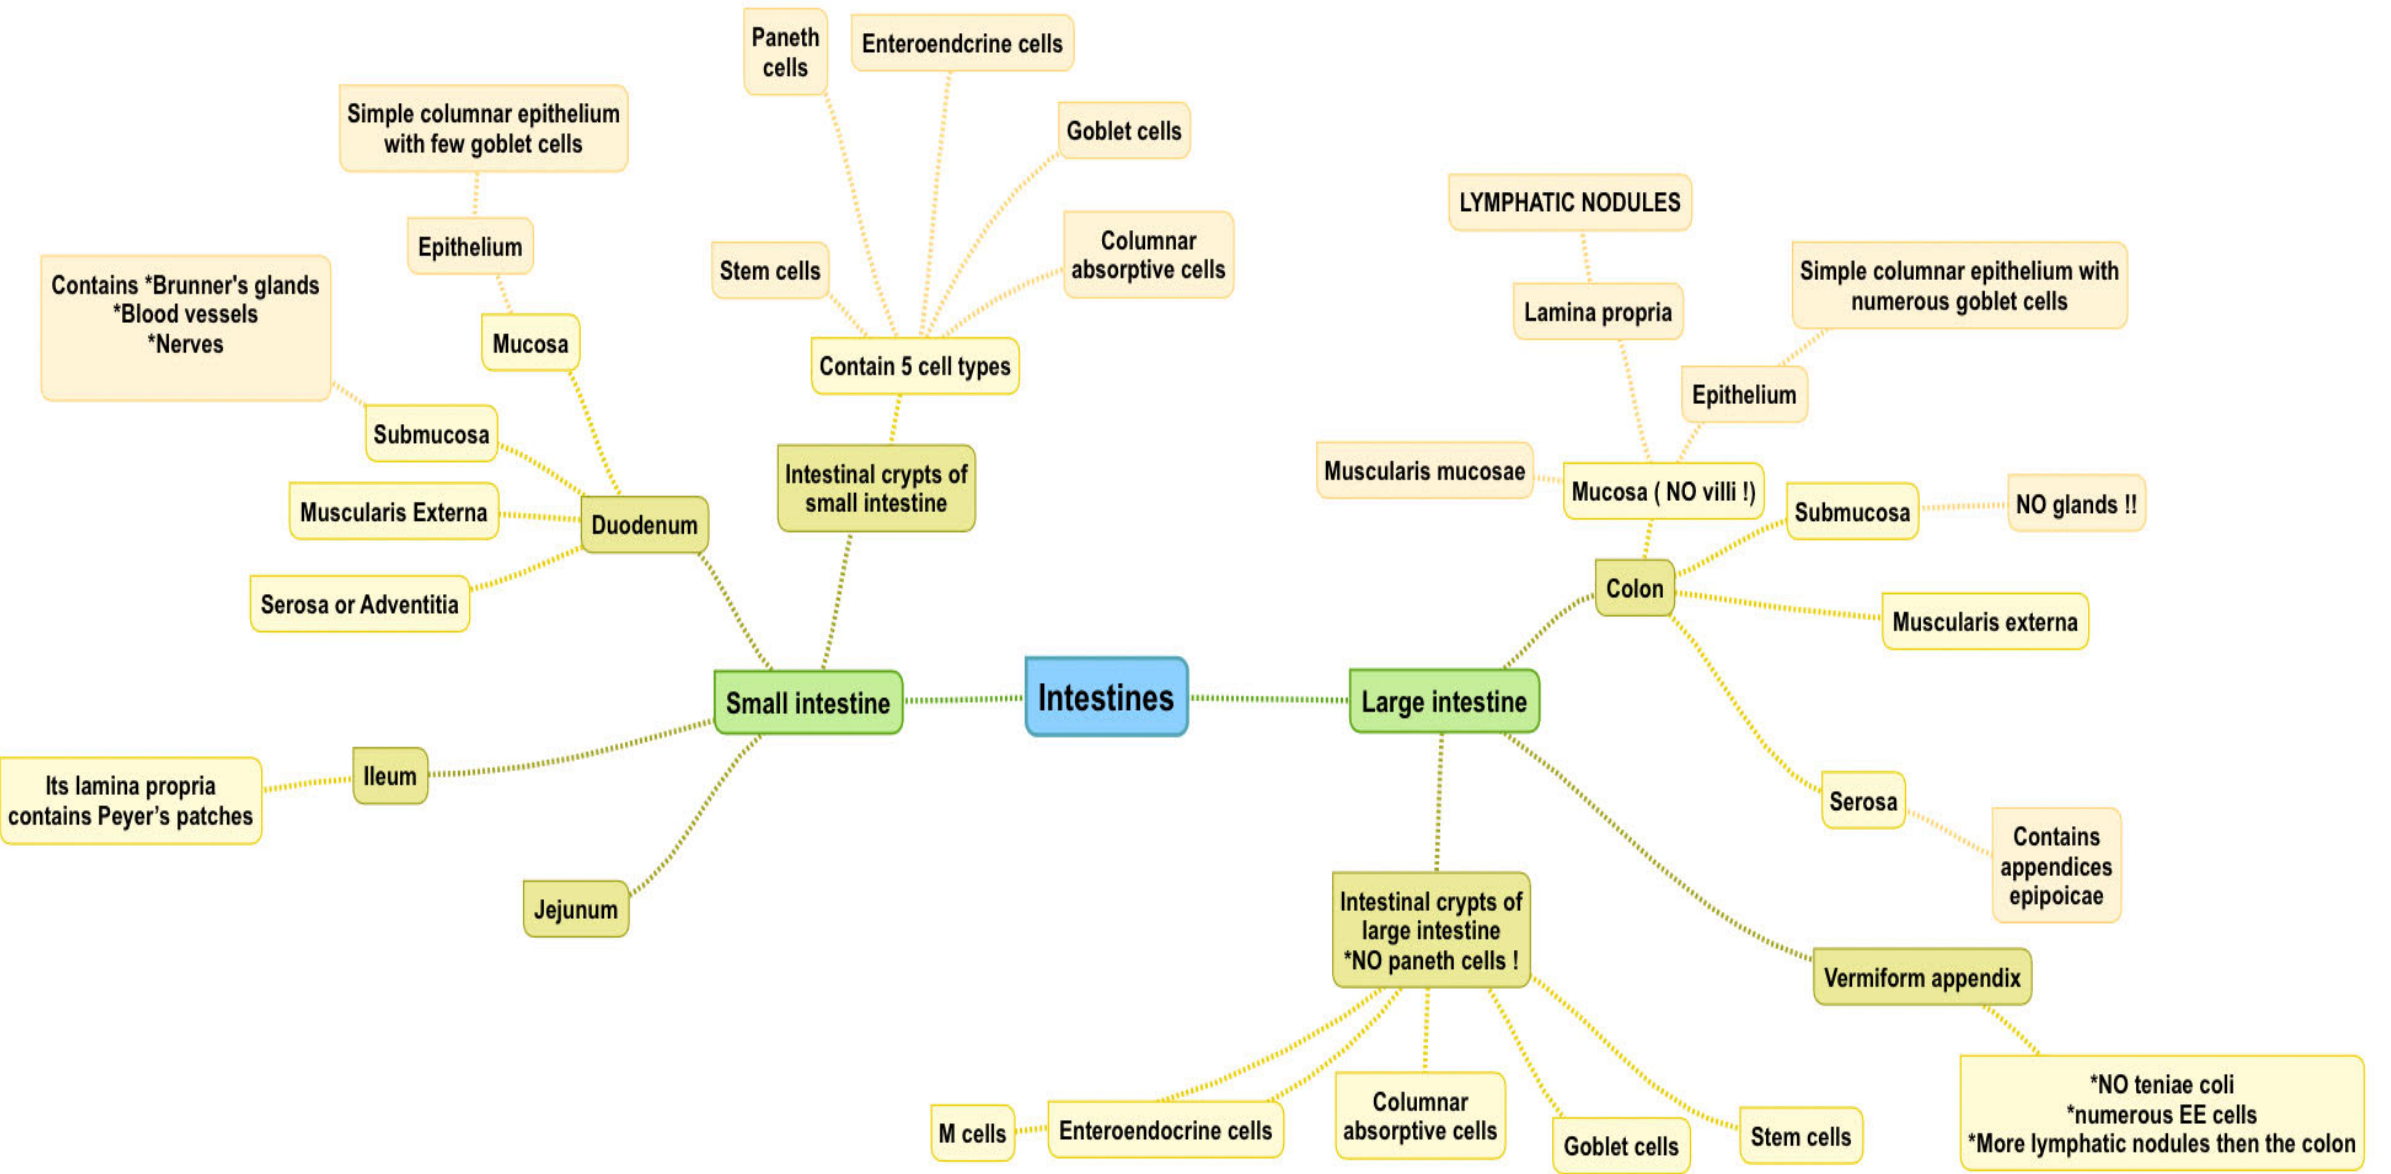 Paneth
cells
Enteroendcrine cells
Simple columnar epithelium
with few goblet cells
Goblet cells
Epithelium
Stem cells
Columnar
absorptive cells
Contains *Brunner's glands
*Blood vessels
*Nerves
Mucosa
Contain 5 cell types
Submucosa
Intestinal crypts of
small intestine
Muscularis Externa
Duodenum
Serosa or Adventitia
Small intestine
Intestines
Ileum
Its lamina propria
contains Peyer’s patches
Jejunum
LYMPHATIC NODULES
Simple columnar epithelium with
numerous goblet cells
Lamina propria
Epithelium
Muscularis mucosae
Mucosa ( NO villi !)
Submucosa
NO glands !!
Colon
Muscularis externa
Large intestine
Serosa
Contains
appendices
epipoicae
Intestinal crypts of
large intestine
*NO paneth cells !
Vermiform appendix
M cells
Enteroendocrine cells
Columnar
absorptive cells
Goblet cells
Stem cells
*NO teniae coli
*numerous EE cells
*More lymphatic nodules then the colon